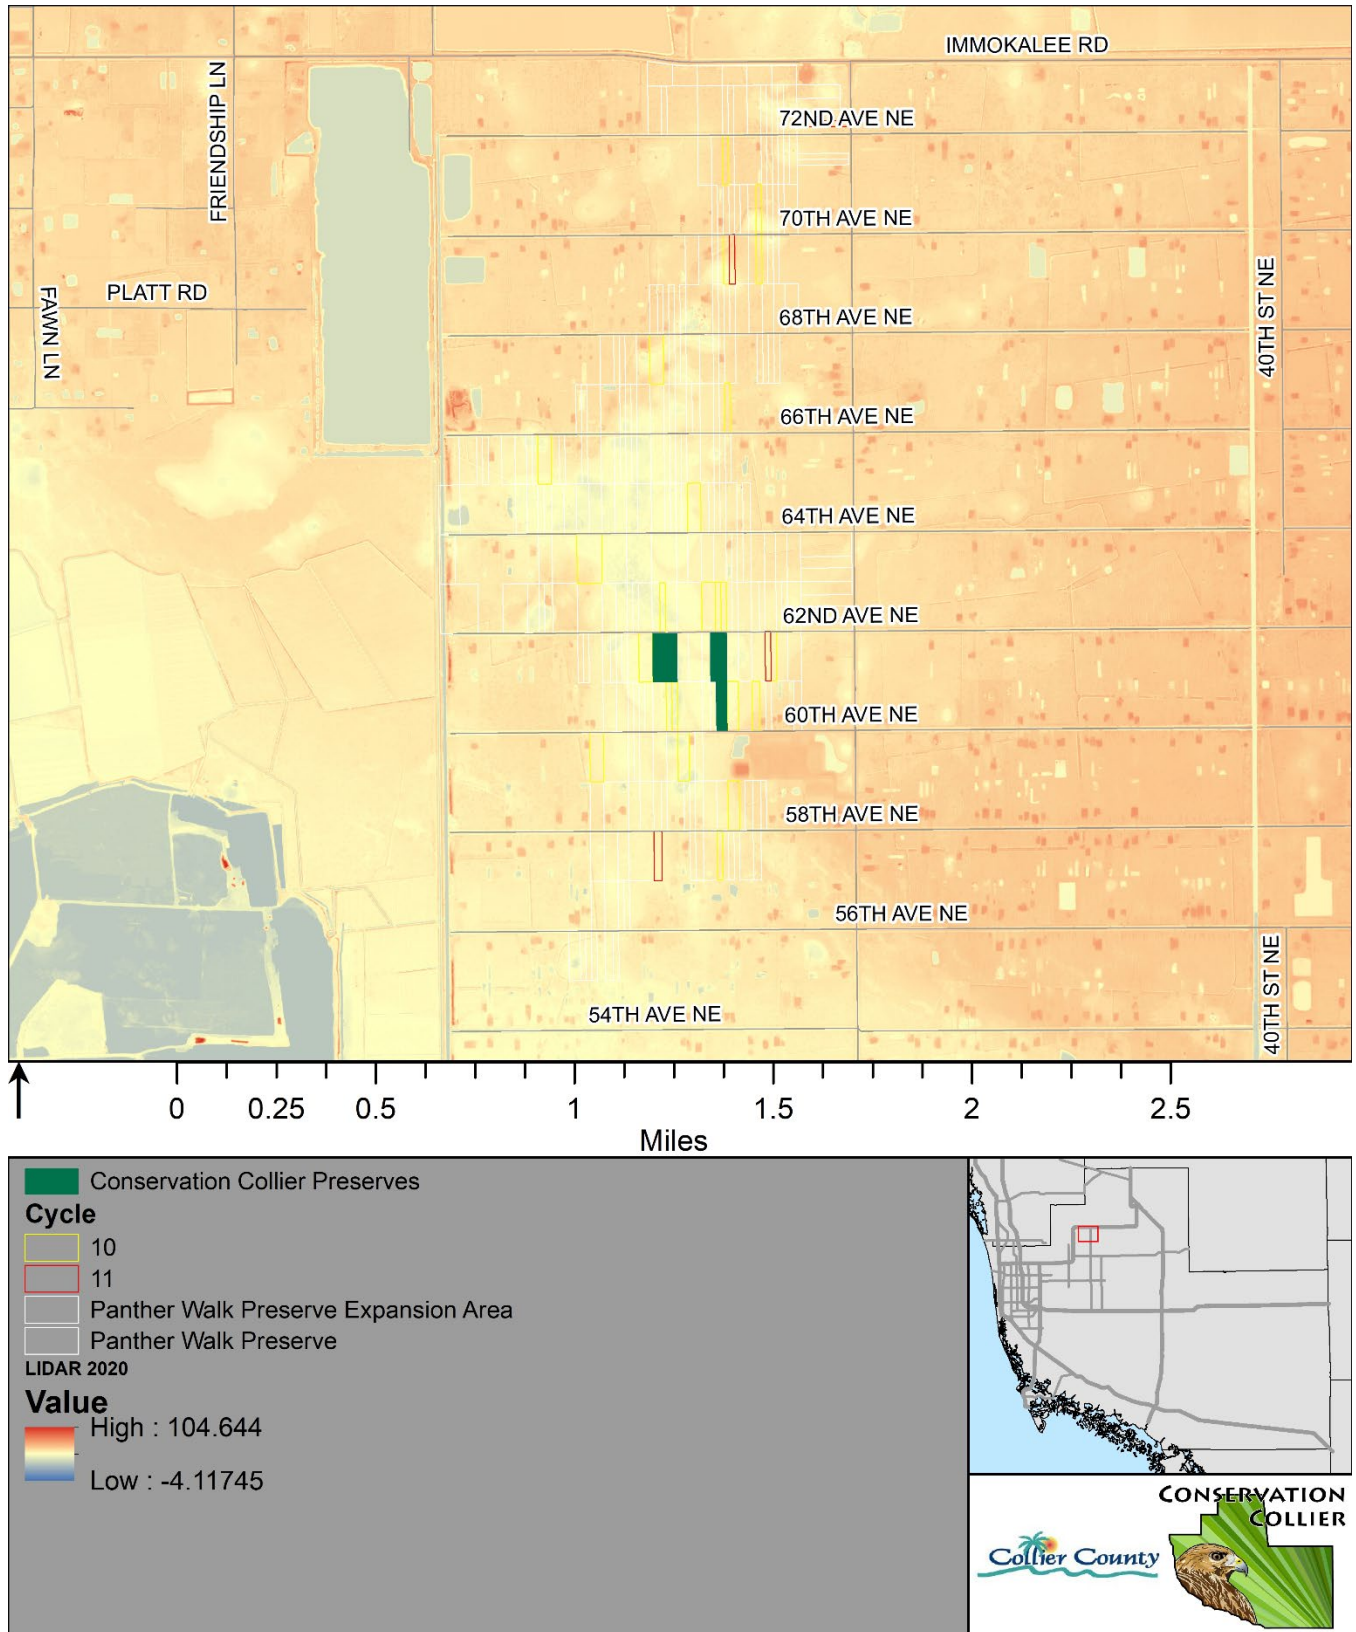 IMMOKALEE RD
FRIENDSHIP LN
72ND AVE NE
70TH AVE NE
PLATT RD
FAWN LN
68TH AVE NE
40TH ST NE
66TH AVE NE
64TH AVE NE
62ND AVE NE
60TH AVE NE
58TH AVE NE
56TH AVE NE
40TH ST NE
54TH AVE NE
0 0.25 0.5 1 1.5 2 2.5
Miles
Conservation Collier Preserves
Cycle
10
11
Panther Walk Preserve Expansion Area
Panther Walk Preserve
LIDAR 2020
Value
High : 104.644
Low : -4.11745
CONSERVATION
COLLIER
Collier County